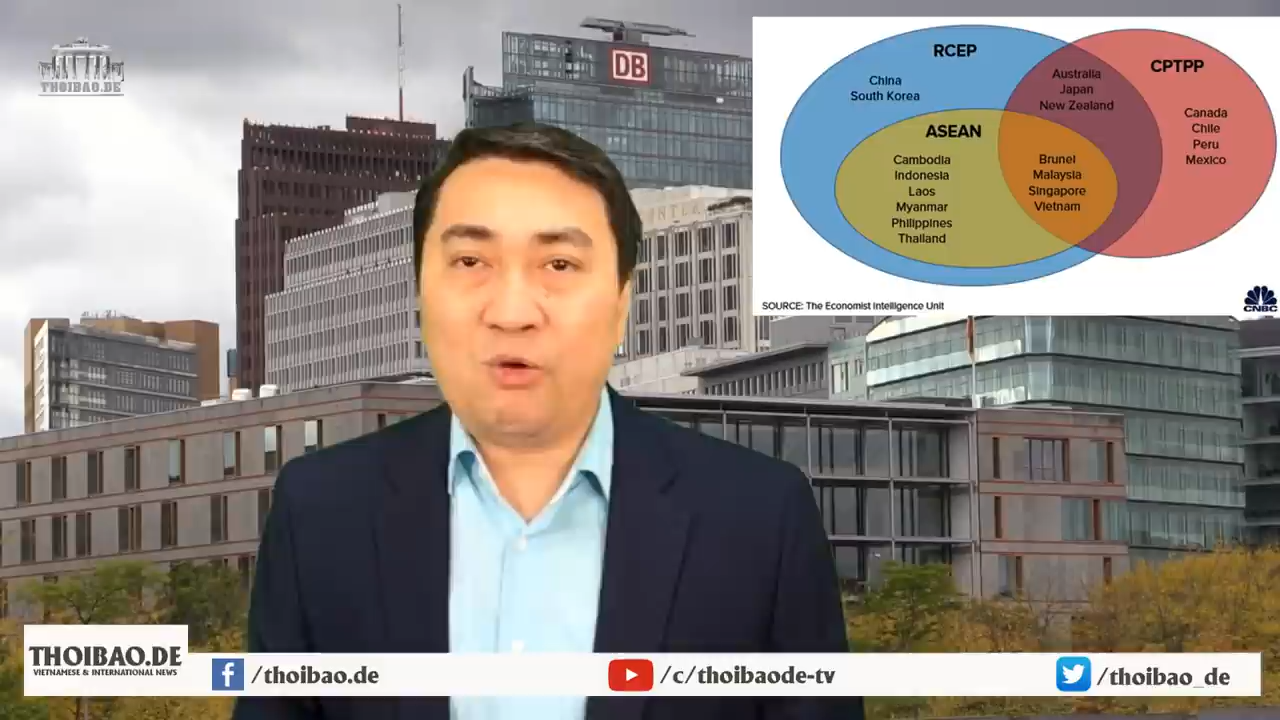 THOIBAO.DE
DB
RCEP
China
South Korea
Australia
Japan
New Zealand
CPTPP
Canada
Chile
Peru
Mexico
ASEAN
Cambodia
Indonesia
Laos
Myanmar
Philippines
Thailand
Brunei
Malaysia
Singapore
Vietnam
SOURCE: The Economist Intelligence Unit
CNBC
THOIBAO.DE
VIETNAMESE & INTERNATIONAL NEWS
/thoibao.de
/c/thoibaode-tv
/thoibao_de